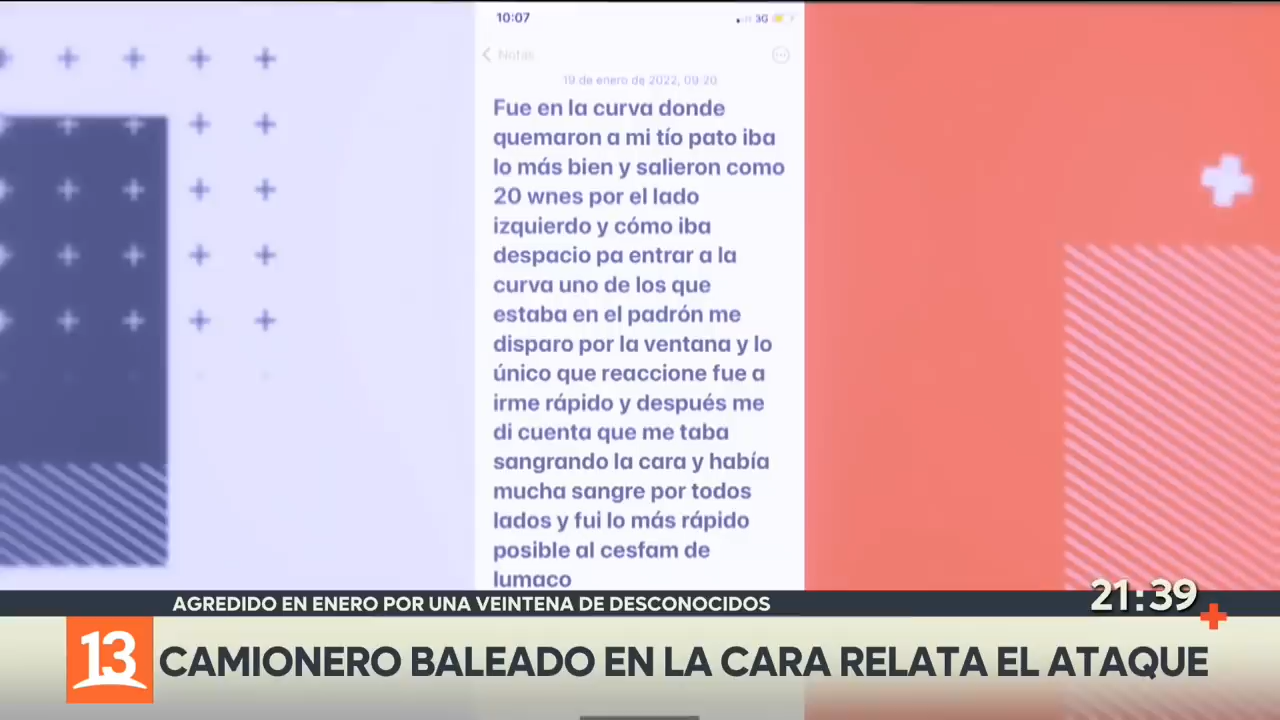 10:07
3G
Notas
19 de enero de 2022, 09:20
Fue en la curva donde
quemaron a mi tío pato iba
lo más bien y salieron como
20 wnes por el lado
izquierdo y cómo iba
despacio pa entrar a la
curva uno de los que
estaba en el padrón me
disparo por la ventana y lo
único que reaccione fue a
irme rápido y después me
di cuenta que me taba
sangrando la cara y había
mucha sangre por todos
lados y fui lo más rápido
posible al cesfam de
lumaco
AGREDIDO EN ENERO POR UNA VEINTENA DE DESCONOCIDOS
21:39
13
CAMIONERO BALEADO EN LA CARA RELATA EL ATAQUE